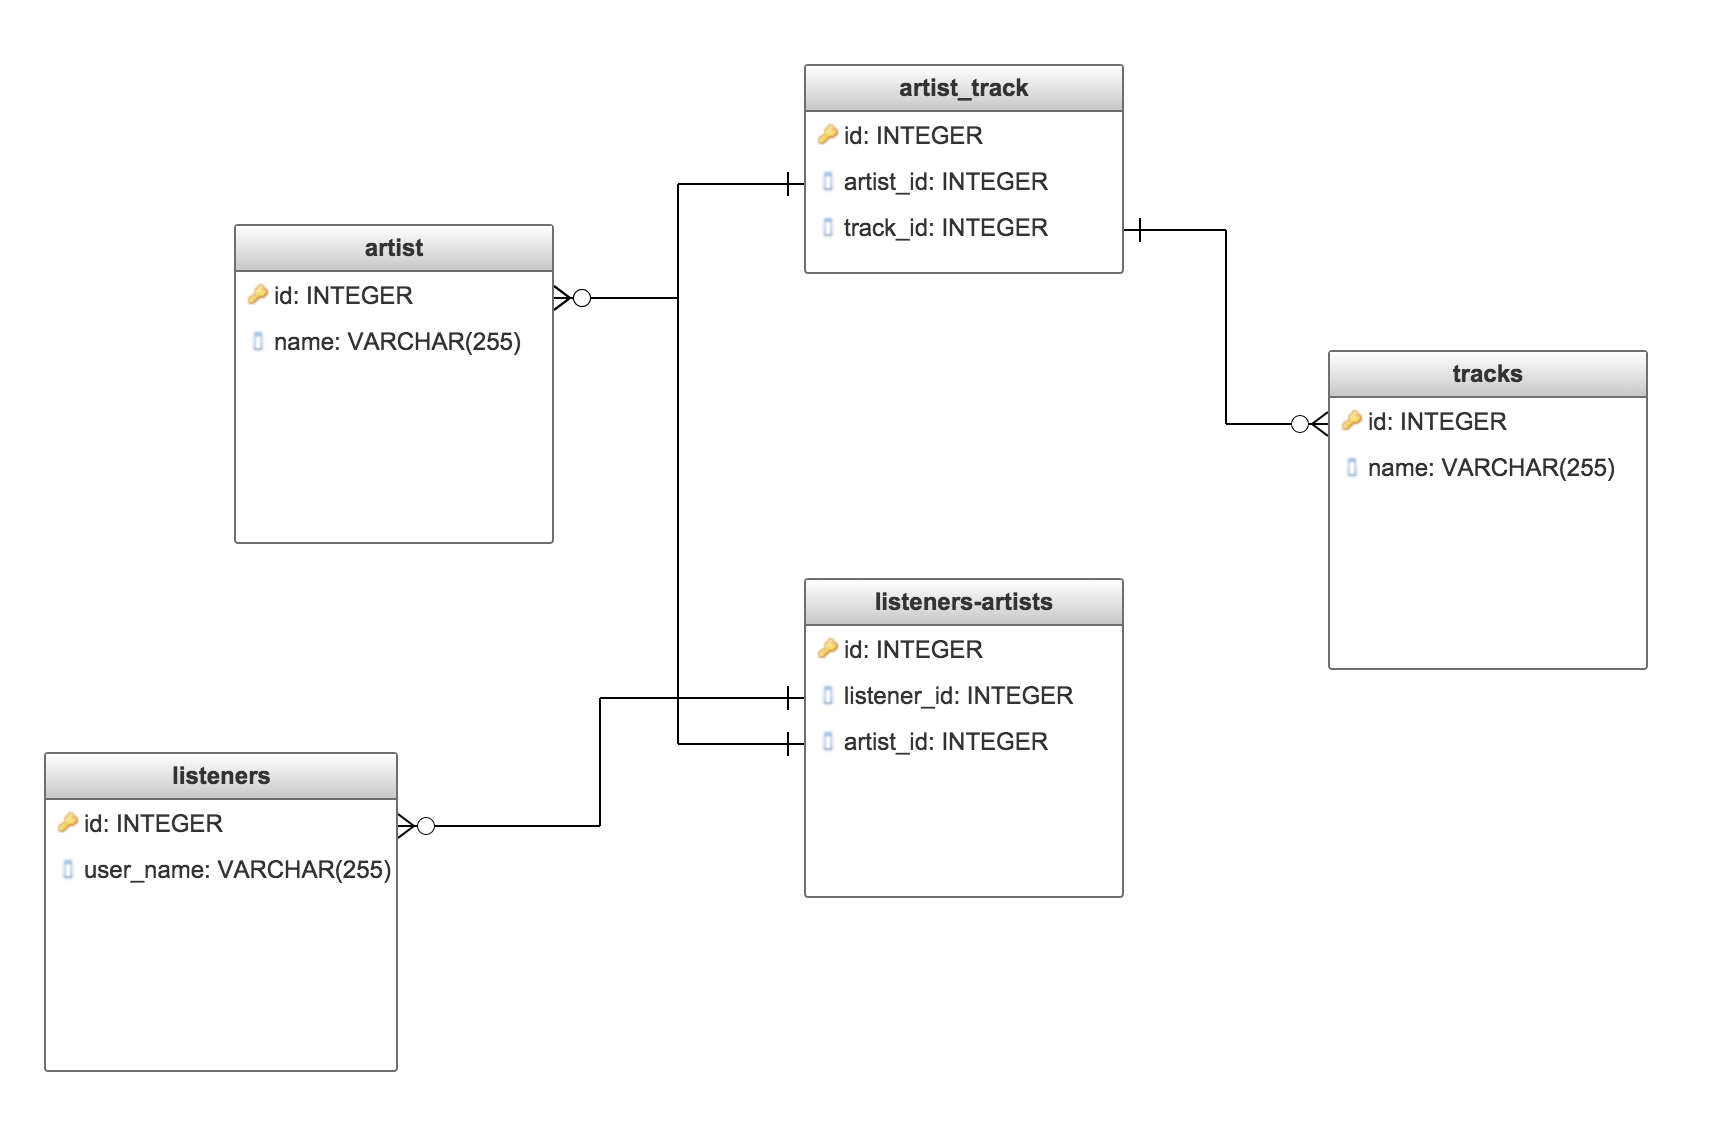 artist_track
id: INTEGER
artist_id: INTEGER
track_id: INTEGER
artist
id: INTEGER
name: VARCHAR(255)
tracks
id: INTEGER
name: VARCHAR(255)
listeners-artists
id: INTEGER
listener_id: INTEGER
artist_id: INTEGER
listeners
id: INTEGER
user_name: VARCHAR(255)